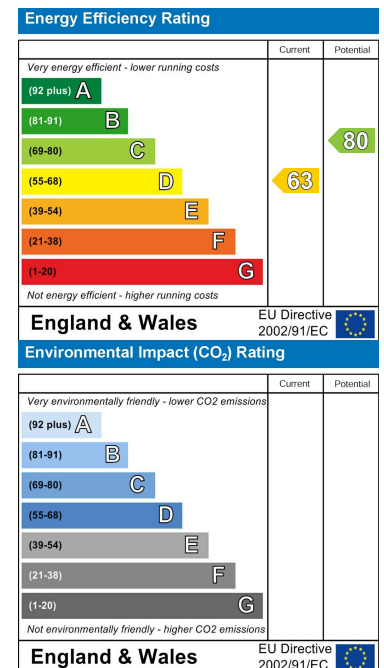 Energy Efficiency Rating
Current Potential
Very energy efficient - lower running costs
(92 plus) A
(81-91) B
(69-80) C
80
(55-68) D
63
(39-54) E
(21-38) F
(1-20) G
Not energy efficient - higher running costs
England & Wales
EU Directive
2002/91/EC
Environmental Impact (CO2) Rating
Current Potential
Very environmentally friendly - lower CO2 emissions
(92 plus) A
(81-91) B
(69-80) C
(55-68) D
(39-54) E
(21-38) F
(1-20) G
Not environmentally friendly - higher CO2 emissions
England & Wales
EU Directive
2002/91/EC